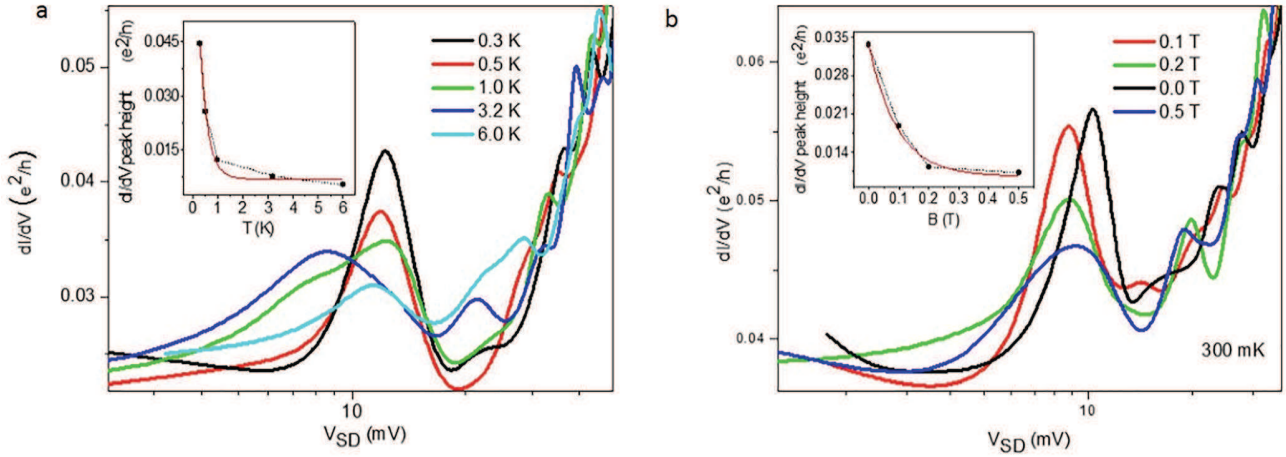 a
dI/dV (e²/h)
0.05
0.04
0.03
10
V_SD (mV)
0.3 K
0.5 K
1.0 K
3.2 K
6.0 K
dI/dV peak height (e²/h)
0.045
0.030
0.015
0 1 2 3 4 5 6
T (K)
b
dI/dV (e²/h)
0.06
0.05
0.04
10
V_SD (mV)
0.1 T
0.2 T
0.0 T
0.5 T
300 mK
dI/dV peak height (e²/h)
0.035
0.028
0.021
0.014
0.0 0.1 0.2 0.3 0.4 0.5
B (T)